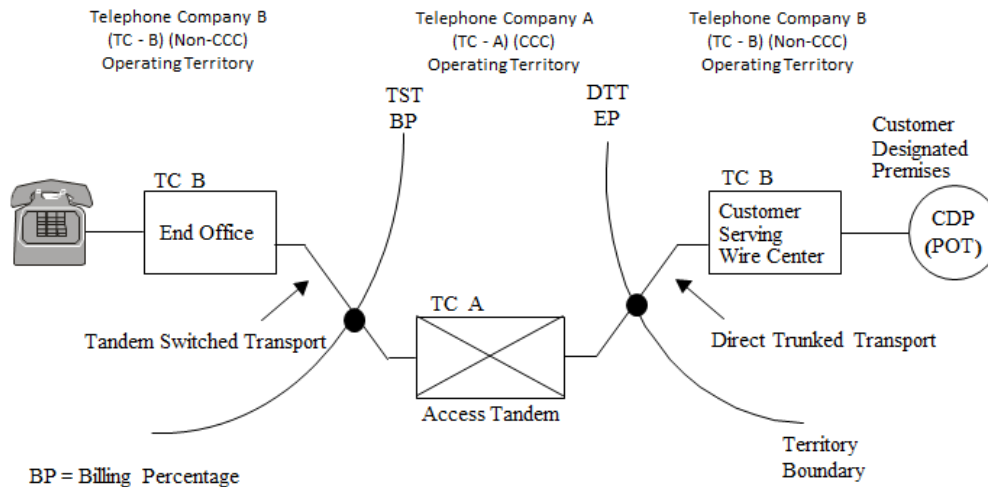 Telephone Company B
(TC - B) (Non-CCC)
Operating Territory
Telephone Company A
(TC - A) (CCC)
Operating Territory
Telephone Company B
(TC - B) (Non-CCC)
Operating Territory
TST
BP
DTT
EP
Customer
Designated
Premises
TC B
End Office
TC B
Customer
Serving
Wire Center
CDP
(POT)
TC A
Tandem Switched Transport
Direct Trunked Transport
Access Tandem
Territory
Boundary
BP = Billing Percentage